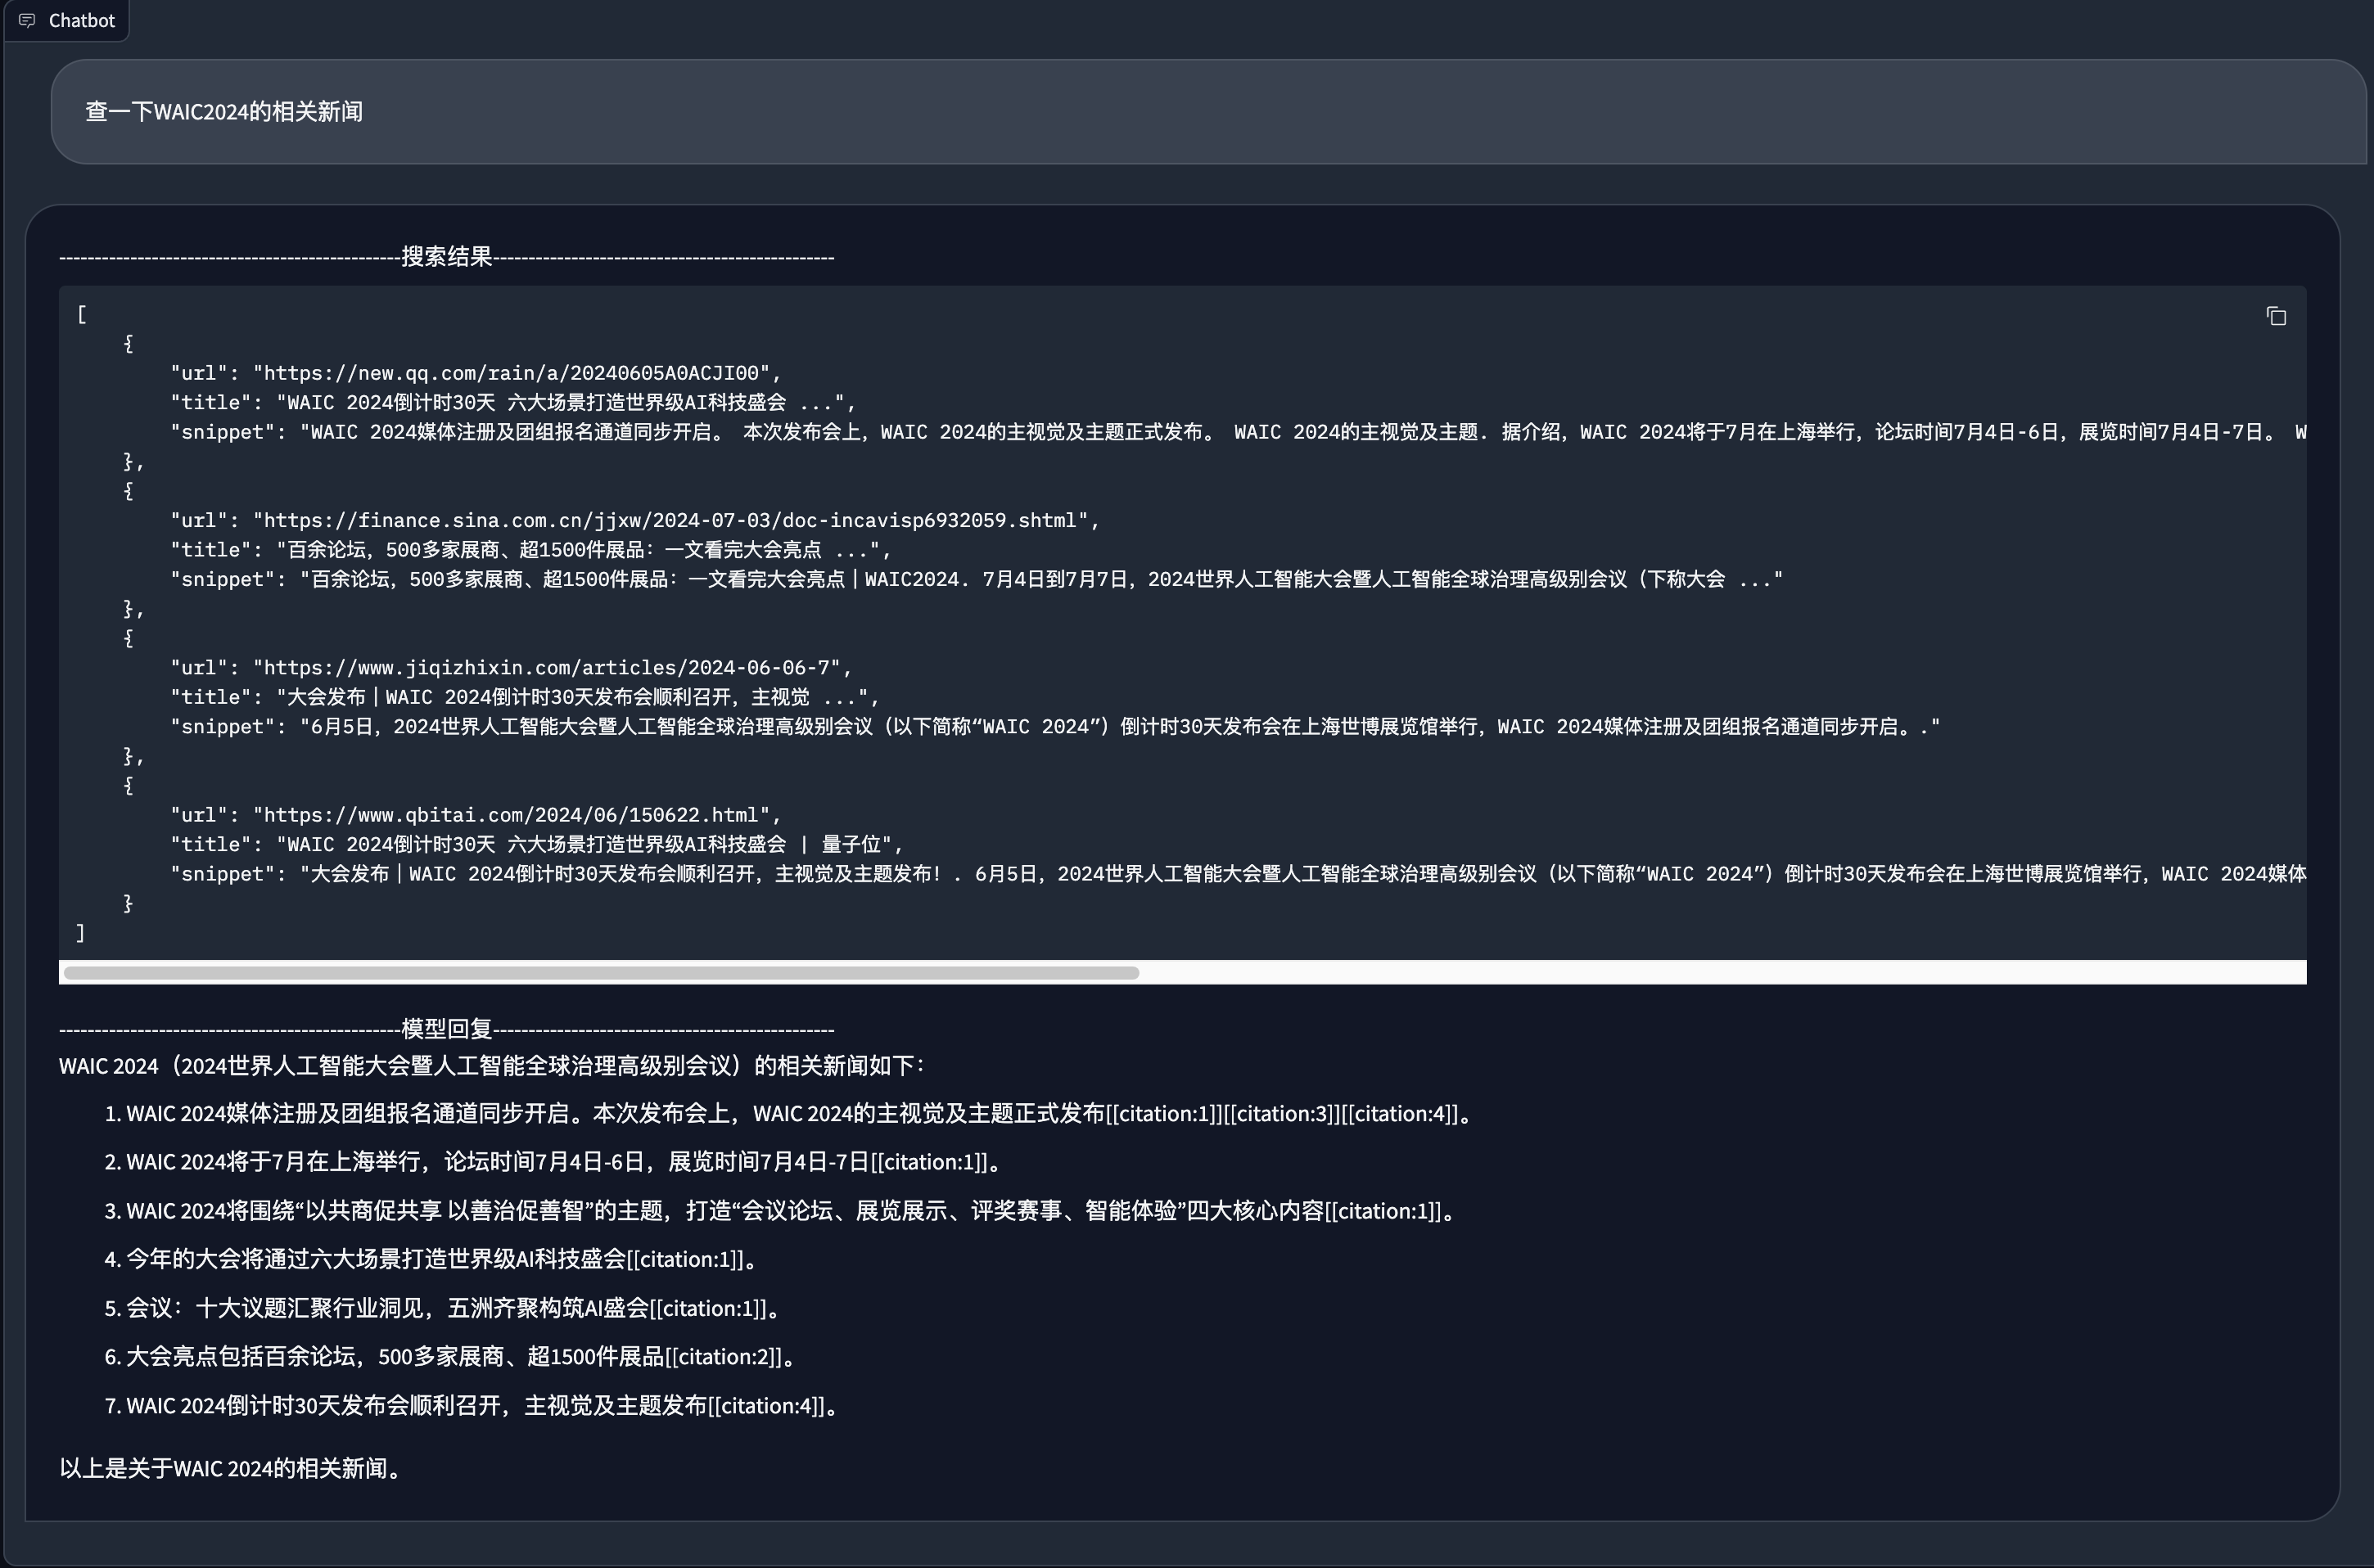 Chatbot
查一下WAIC2024的相关新闻
------------------------------------------------搜索结果------------------------------------------------
[
    {
        "url": "https://new.qq.com/rain/a/20240605A0ACJI00",
        "title": "WAIC 2024倒计时30天 六大场景打造世界级AI科技盛会 ...",
        "snippet": "WAIC 2024媒体注册及团组报名通道同步开启。 本次发布会上，WAIC 2024的主视觉及主题正式发布。 WAIC 2024的主视觉及主题. 据介绍，WAIC 2024将于7月在上海举行，论坛时间7月4日-6日，展览时间7月4日-7日。 W
    },
    {
        "url": "https://finance.sina.com.cn/jjxw/2024-07-03/doc-incavisp6932059.shtml",
        "title": "百余论坛，500多家展商、超1500件展品：一文看完大会亮点 ...",
        "snippet": "百余论坛，500多家展商、超1500件展品：一文看完大会亮点｜WAIC2024. 7月4日到7月7日，2024世界人工智能大会暨人工智能全球治理高级别会议（下称大会 ..."
    },
    {
        "url": "https://www.jiqizhixin.com/articles/2024-06-06-7",
        "title": "大会发布｜WAIC 2024倒计时30天发布会顺利召开，主视觉 ...",
        "snippet": "6月5日，2024世界人工智能大会暨人工智能全球治理高级别会议（以下简称“WAIC 2024”）倒计时30天发布会在上海世博展览馆举行，WAIC 2024媒体注册及团组报名通道同步开启。."
    },
    {
        "url": "https://www.qbitai.com/2024/06/150622.html",
        "title": "WAIC 2024倒计时30天 六大场景打造世界级AI科技盛会 | 量子位",
        "snippet": "大会发布｜WAIC 2024倒计时30天发布会顺利召开，主视觉及主题发布！. 6月5日，2024世界人工智能大会暨人工智能全球治理高级别会议（以下简称“WAIC 2024”）倒计时30天发布会在上海世博展览馆举行，WAIC 2024媒体
    }
]
------------------------------------------------模型回复------------------------------------------------
WAIC 2024（2024世界人工智能大会暨人工智能全球治理高级别会议）的相关新闻如下：
1. WAIC 2024媒体注册及团组报名通道同步开启。本次发布会上，WAIC 2024的主视觉及主题正式发布[[citation:1]][[citation:3]][[citation:4]]。
2. WAIC 2024将于7月在上海举行，论坛时间7月4日-6日，展览时间7月4日-7日[[citation:1]]。
3. WAIC 2024将围绕“以共商促共享 以善治促善智”的主题，打造“会议论坛、展览展示、评奖赛事、智能体验”四大核心内容[[citation:1]]。
4. 今年的大会将通过六大场景打造世界级AI科技盛会[[citation:1]]。
5. 会议：十大议题汇聚行业洞见，五洲齐聚构筑AI盛会[[citation:1]]。
6. 大会亮点包括百余论坛，500多家展商、超1500件展品[[citation:2]]。
7. WAIC 2024倒计时30天发布会顺利召开，主视觉及主题发布[[citation:4]]。
以上是关于WAIC 2024的相关新闻。